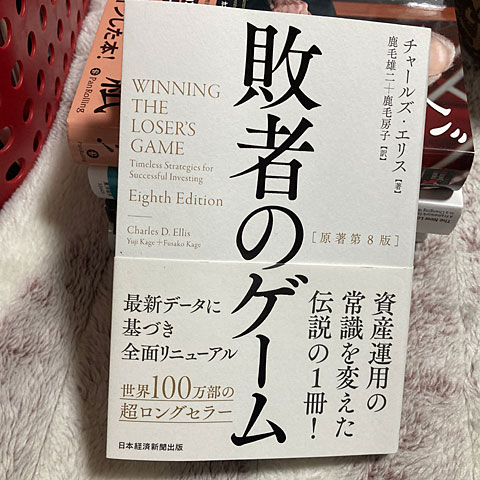 敗者のゲーム
WINNING
THE
LOSER'S
GAME
Timeless Strategies for
Successful Investing
Eighth Edition
Charles D. Ellis
Yuji Kage + Fusako Kage
チャールズ・エリス[著]
鹿毛雄二+鹿毛房子[訳]
[原著第8版]
資産運用の
常識を変えた
伝説の1冊!
最新データに
基づき
全面リニューアル
世界100万部の
超ロングセラー
日本経済新聞出版
PanRolling
した本!